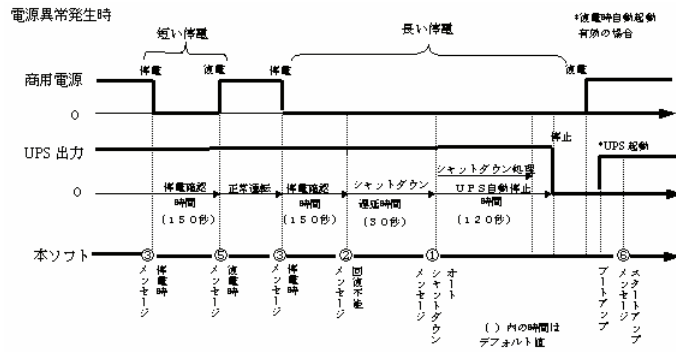 電源異常発生時
*復電時自動起動
有効の場合
短い停電
長い停電
停電
復電
停電
復電
商用電源
0
停止
UPS 出力
*UPS 起動
シャットダウン処理
0
停電確認
時間
(150秒)
正常運転
停電確認
時間
(150秒)
シャットダウン
遅延時間
(30秒)
UPS自動停止
時間
(120秒)
本ソフト
③
⑤
③
②
①
⑥
停電時
メッセージ
復電時
メッセージ
停電時
メッセージ
回復不能
メッセージ
オート
シャットダウン
メッセージ
ブートアップ
スタートアップ
メッセージ
( )内の時間は
デフォルト値